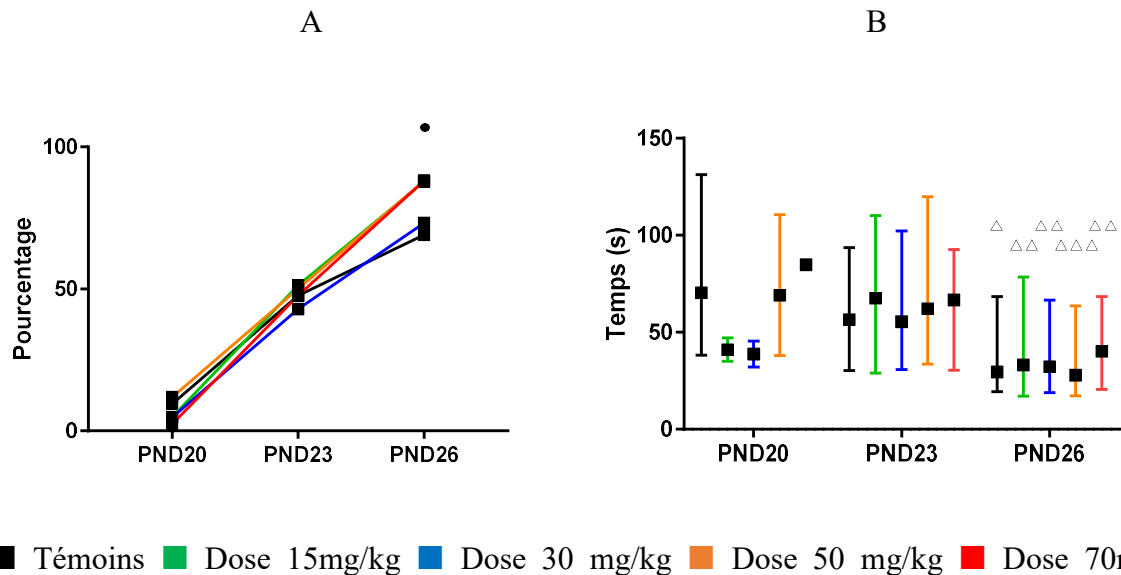 A B
Pourcentage
100
50
0
PND20 PND23 PND26
Temps (s)
150
100
50
0
PND20 PND23 PND26
Témoins Dose 15mg/kg Dose 30 mg/kg Dose 50 mg/kg Dose